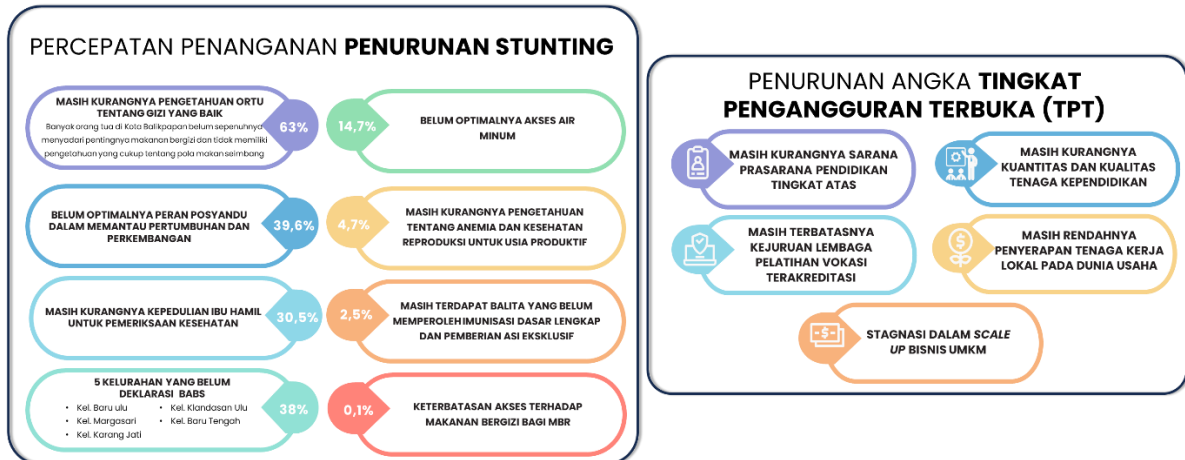 PERCEPATAN PENANGANAN PENURUNAN STUNTING
MASIH KURANGNYA PENGETAHUAN ORTU
TENTANG GIZI YANG BAIK
Banyak orang tua di Kota Balikpapan belum sepenuhnya
menyadari pentingnya makanan bergizi dan tidak memiliki
pengetahuan yang cukup tentang pola makan seimbang
63%
14,7%
BELUM OPTIMALNYA AKSES AIR
MINUM
BELUM OPTIMALNYA PERAN POSYANDU
DALAM MEMANTAU PERTUMBUHAN DAN
PERKEMBANGAN
39,6%
4,7%
MASIH KURANGNYA PENGETAHUAN
TENTANG ANEMIA DAN KESEHATAN
REPRODUKSI UNTUK USIA PRODUKTIF
MASIH KURANGNYA KEPEDULIAN IBU HAMIL
UNTUK PEMERIKSAAN KESEHATAN
30,5%
2,5%
MASIH TERDAPAT BALITA YANG BELUM
MEMPEROLEH IMUNISASI DASAR LENGKAP
DAN PEMBERIAN ASI EKSKLUSIF
5 KELURAHAN YANG BELUM
DEKLARASI BABS
• Kel. Baru ulu
• Kel. Margasari
• Kel. Karang Jati
• Kel. Klandasan Ulu
• Kel. Baru Tengah
38%
0,1%
KETERBATASAN AKSES TERHADAP
MAKANAN BERGIZI BAGI MBR
PENURUNAN ANGKA TINGKAT
PENGANGGURAN TERBUKA (TPT)
MASIH KURANGNYA SARANA
PRASARANA PENDIDIKAN
TINGKAT ATAS
MASIH KURANGNYA
KUANTITAS DAN KUALITAS
TENAGA KEPENDIDIKAN
MASIH TERBATASNYA
KEJURUAN LEMBAGA
PELATIHAN VOKASI
TERAKREDITASI
MASIH RENDAHNYA
PENYERAPAN TENAGA KERJA
LOKAL PADA DUNIA USAHA
STAGNASI DALAM SCALE
UP BISNIS UMKM